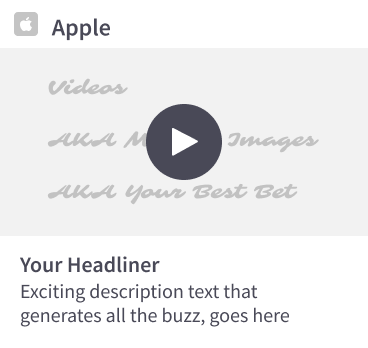 Apple
Videos
AKA M Images
AKA Your Best Bet
Your Headliner
Exciting description text that
generates all the buzz, goes here